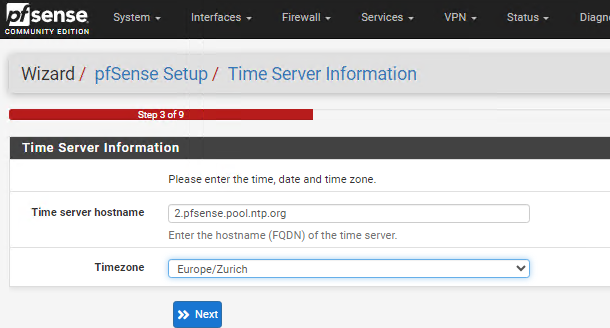 pfsense
COMMUNITY EDITION
System Interfaces Firewall Services VPN Status Diagn
Wizard / pfSense Setup / Time Server Information
Step 3 of 9
Time Server Information
Please enter the time, date and time zone.
Time server hostname 2.pfsense.pool.ntp.org
Enter the hostname (FQDN) of the time server.
Timezone Europe/Zurich
Next